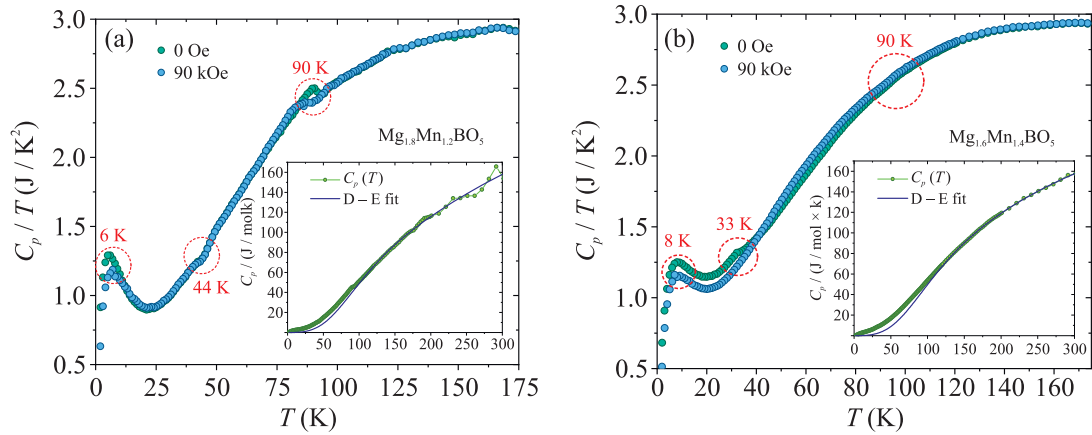 (a)
0 Oe
90 kOe
90 K
6 K
44 K
Mg1.8Mn1.2BO5
Cp / T (J / K2)
3.0
2.5
2.0
1.5
1.0
0.5
0 25 50 75 100 125 150 175
T (K)
Cp (T)
D – E fit
Cp / (J / molk)
160
140
120
100
80
60
40
20
0 50 100 150 200 250 300
(b)
0 Oe
90 kOe
90 K
8 K
33 K
Mg1.6Mn1.4BO5
Cp / T (J / K2)
3.0
2.5
2.0
1.5
1.0
0.5
0 20 40 60 80 100 120 140 160
T (K)
Cp (T)
D – E fit
Cp / (J / mol × k)
160
140
120
100
80
60
40
20
0
0 50 100 150 200 250 300